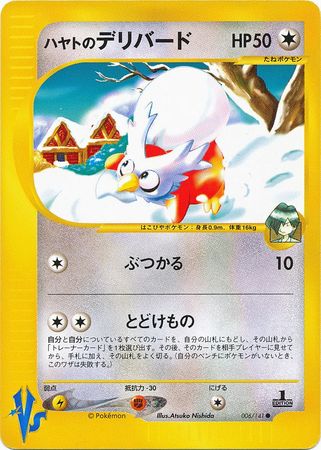 ハヤトのデリバード HP50
たねポケモン
はこびやポケモン・身長0.9m、体重16kg
ぶつかる 10
とどけもの
自分と自分についているすべてのカードを、自分の山札にもどし、その山札から
「トレーナーカード」を1枚選び出す。その後、そのカードを相手プレイヤーに見せて
から、手札に加え、その山札をよく切る。（自分のベンチにポケモンがいないとき、
このワザは失敗する。）
弱点 抵抗力 -30 にげる
© Pokémon Illus.Atsuko Nishida 006/141
1
EDITION
VS